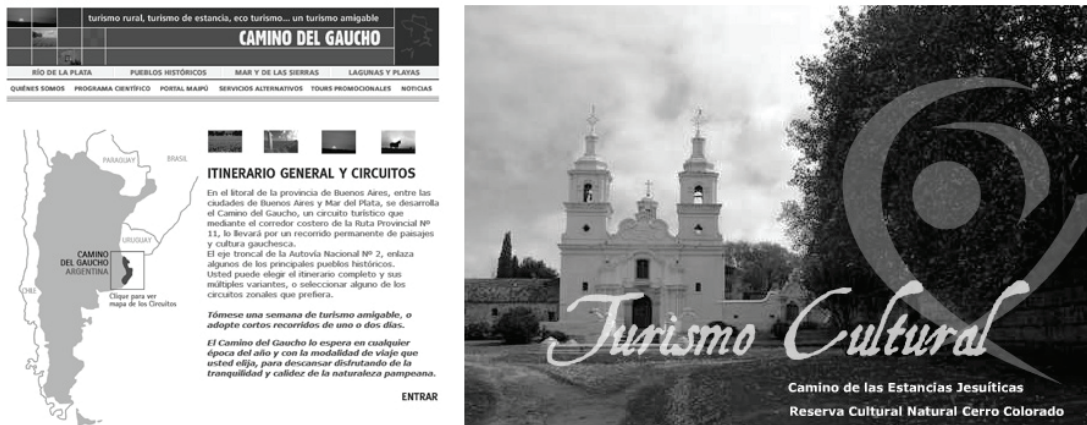 turismo rural, turismo de estancia, eco turismo... un turismo amigable
CAMINO DEL GAUCHO
RÍO DE LA PLATA PUEBLOS HISTÓRICOS MAR Y DE LAS SIERRAS LAGUNAS Y PLAYAS
QUIÉNES SOMOS PROGRAMA CIENTÍFICO PORTAL MAIPÚ SERVICIOS ALTERNATIVOS TOURS PROMOCIONALES NOTICIAS
PARAGUAY
BRASIL
URUGUAY
CAMINO
DEL GAUCHO
ARGENTINA
CHILI
Clique para ver
mapa de los Circuitos
ITINERARIO GENERAL Y CIRCUITOS
En el litoral de la provincia de Buenos Aires, entre las
ciudades de Buenos Aires y Mar del Plata, se desarrolla
el Camino del Gaucho, un circuito turístico que
mediante el corredor costero de la Ruta Provincial Nº
11, lo llevará por un recorrido permanente de paisajes
y cultura gauchesca.
El eje troncal de la Autovía Nacional Nº 2, enlaza
algunos de los principales pueblos históricos.
Usted puede elegir el itinerario completo y sus
múltiples variantes, o seleccionar alguno de los
circuitos zonales que prefiera.
Tómese una semana de turismo amigable, o
adopte cortos recorridos de uno o dos días.
El Camino del Gaucho lo espera en cualquier
época del año y con la modalidad de viaje que
usted elija, para descansar disfrutando de la
tranquilidad y calidez de la naturaleza pampeana.
ENTRAR
Turismo Cultural
Camino de las Estancias Jesuíticas
Reserva Cultural Natural Cerro Colorado